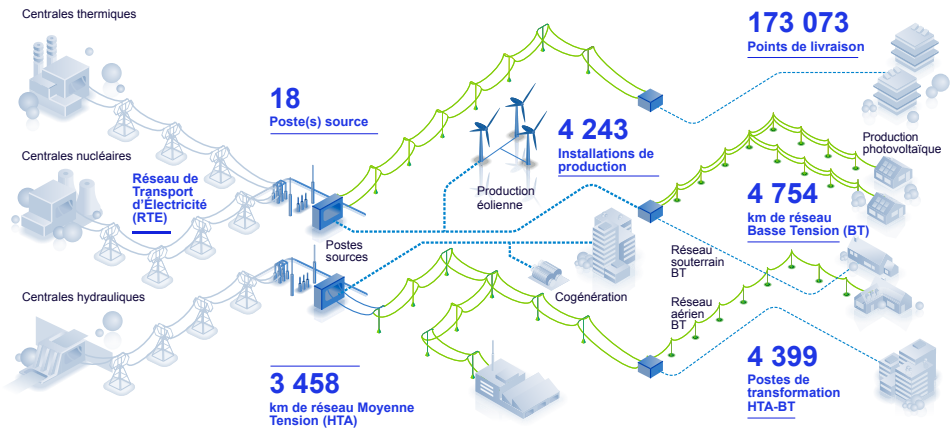 Centrales thermiques
173 073
Points de livraison
18
Poste(s) source
4 243
Installations de
production
Production
photovoltaïque
Centrales nucléaires
Réseau de
Transport
d'Électricité
(RTE)
Production
éolienne
4 754
km de réseau
Basse Tension (BT)
Postes
sources
Réseau
souterrain
BT
Centrales hydrauliques
Cogénération
Réseau
aérien
BT
3 458
km de réseau Moyenne
Tension (HTA)
4 399
Postes de
transformation
HTA-BT